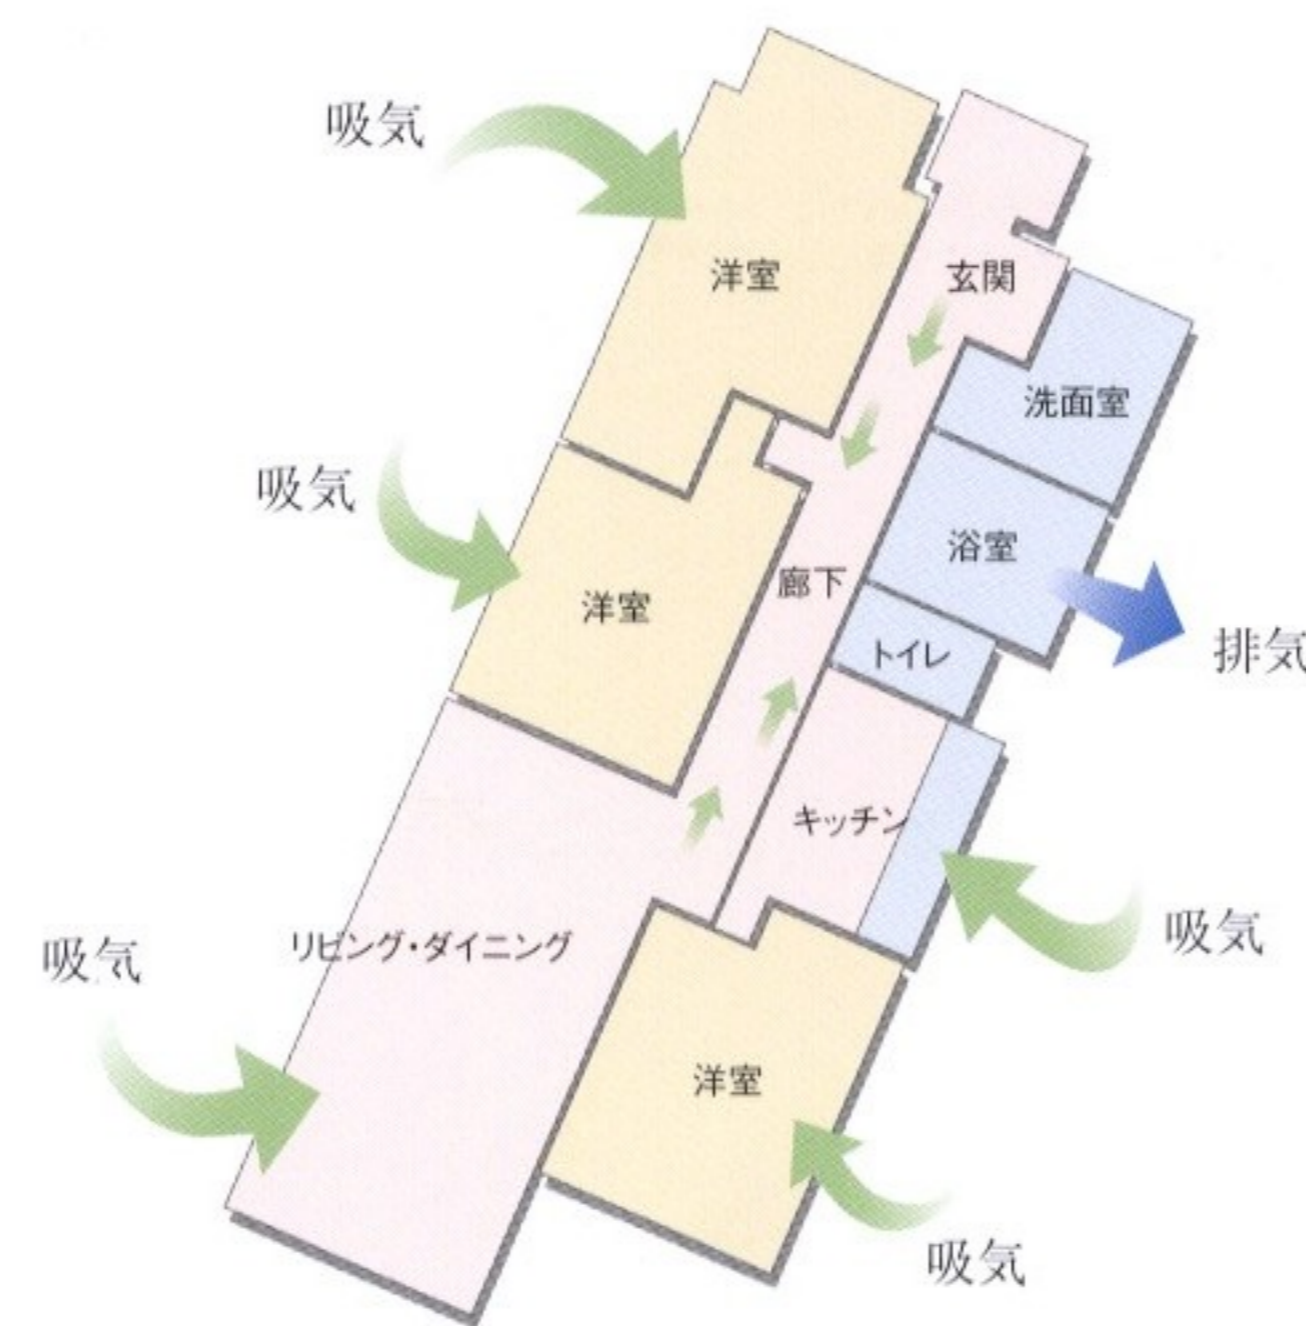 吸気
洋室
玄関
洗面室
吸気
浴室
廊下
洋室
排気
トイレ
キッチン
吸気
リビング・ダイニング
吸気
洋室
吸気